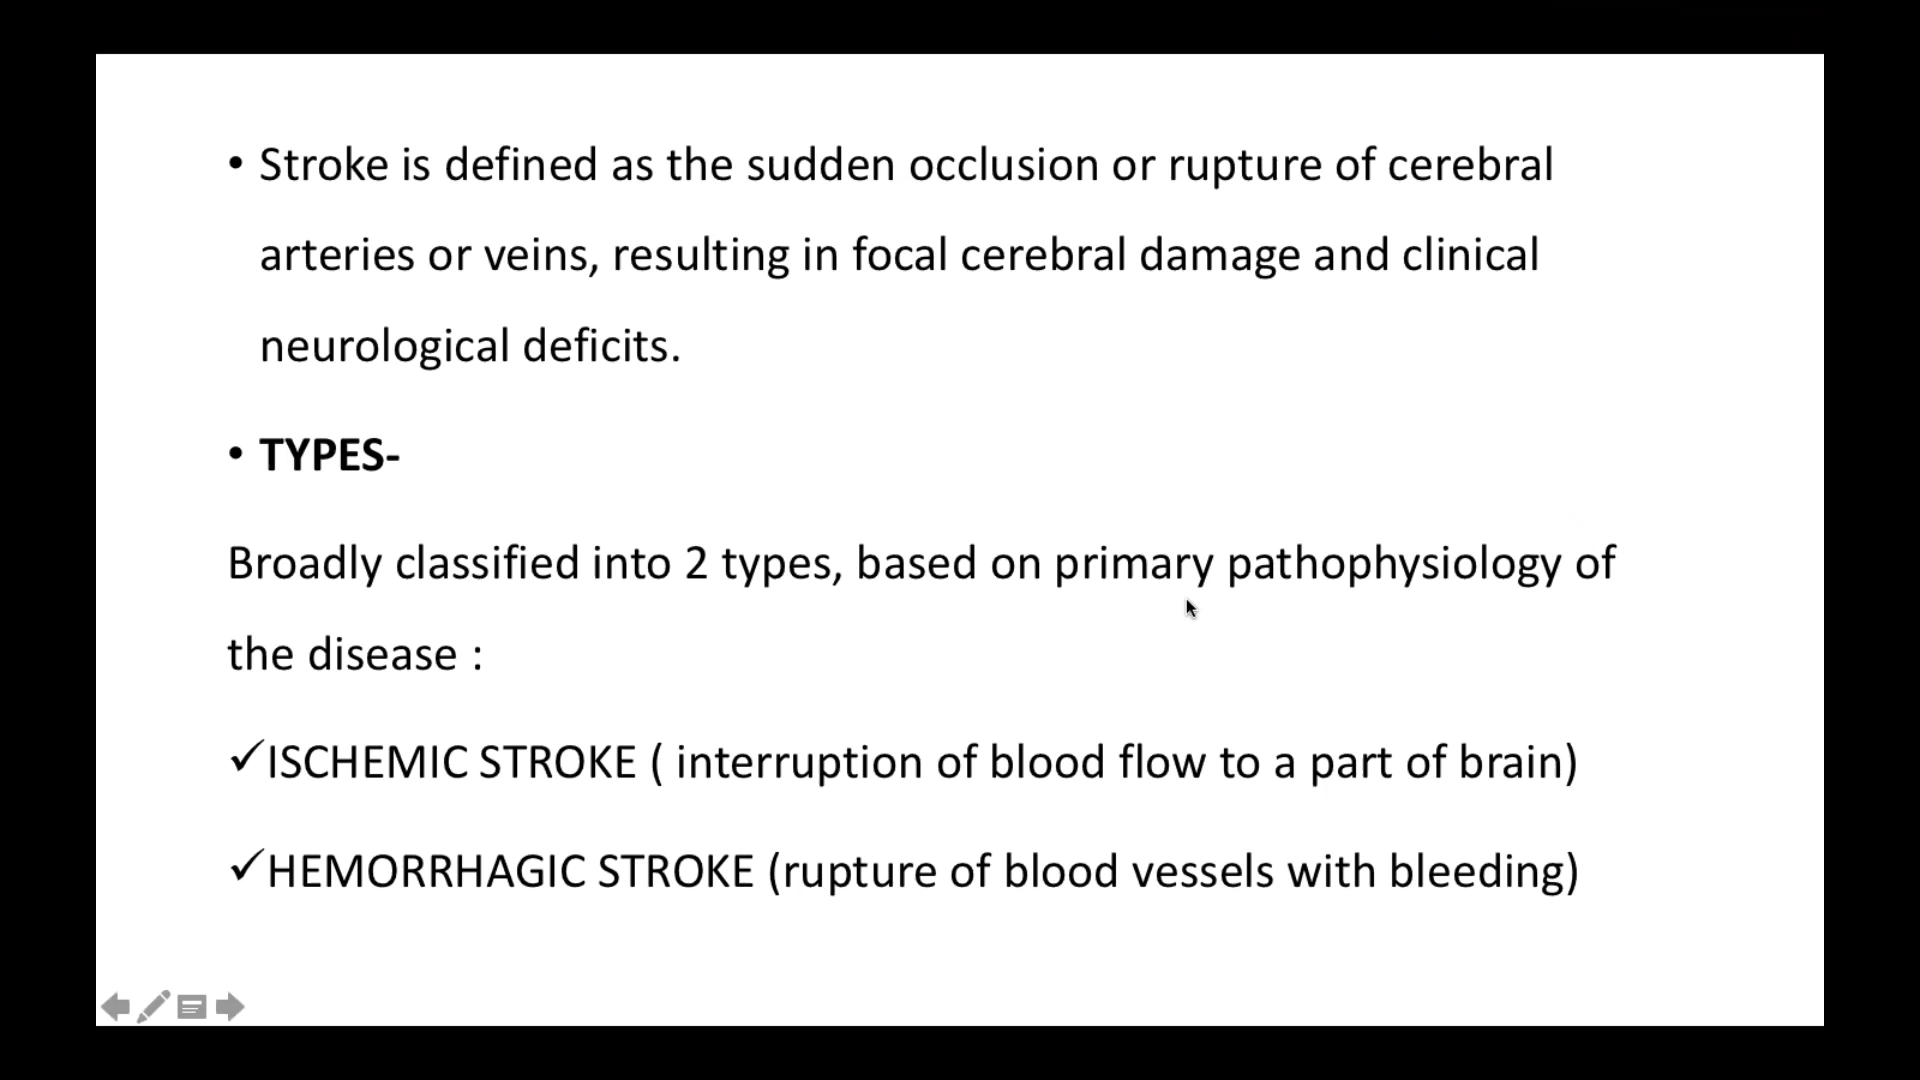 • Stroke is defined as the sudden occlusion or rupture of cerebral
arteries or veins, resulting in focal cerebral damage and clinical
neurological deficits.
• TYPES-
Broadly classified into 2 types, based on primary pathophysiology of
the disease :
✓ISCHEMIC STROKE ( interruption of blood flow to a part of brain)
✓HEMORRHAGIC STROKE (rupture of blood vessels with bleeding)